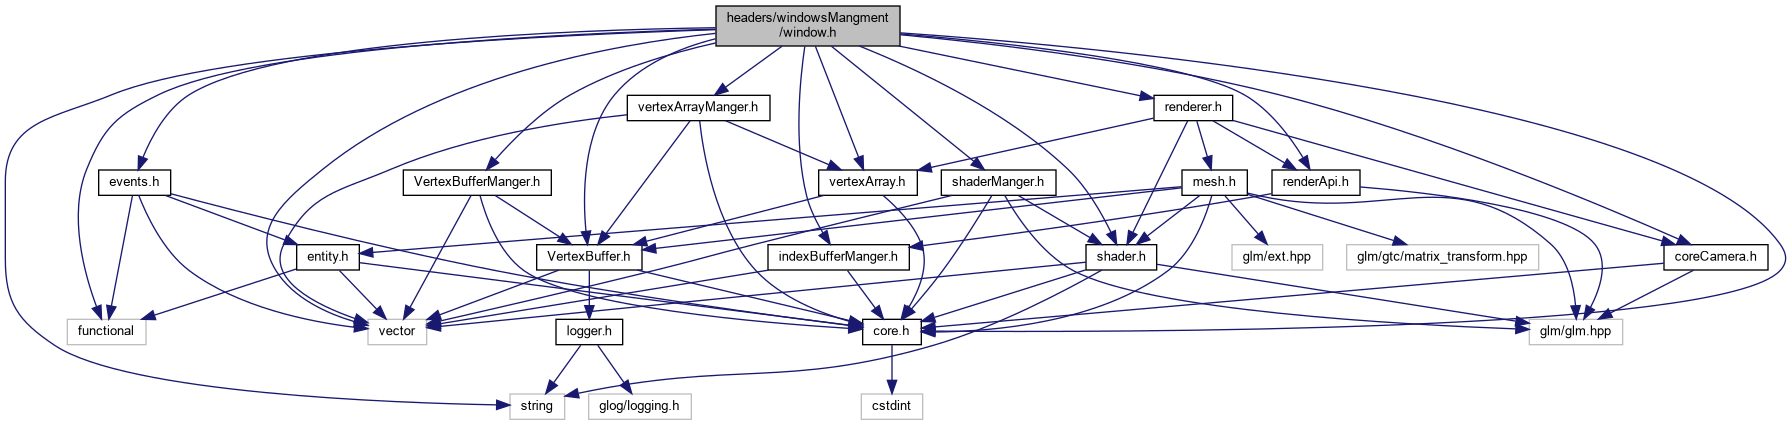 headers/windowsMangment
/window.h
vertexArrayManger.h
renderer.h
events.h
VertexBufferManger.h
vertexArray.h
shaderManger.h
mesh.h
renderApi.h
entity.h
VertexBuffer.h
indexBufferManger.h
shader.h
glm/ext.hpp
glm/gtc/matrix_transform.hpp
coreCamera.h
functional
vector
logger.h
core.h
glm/glm.hpp
string
glog/logging.h
cstdint